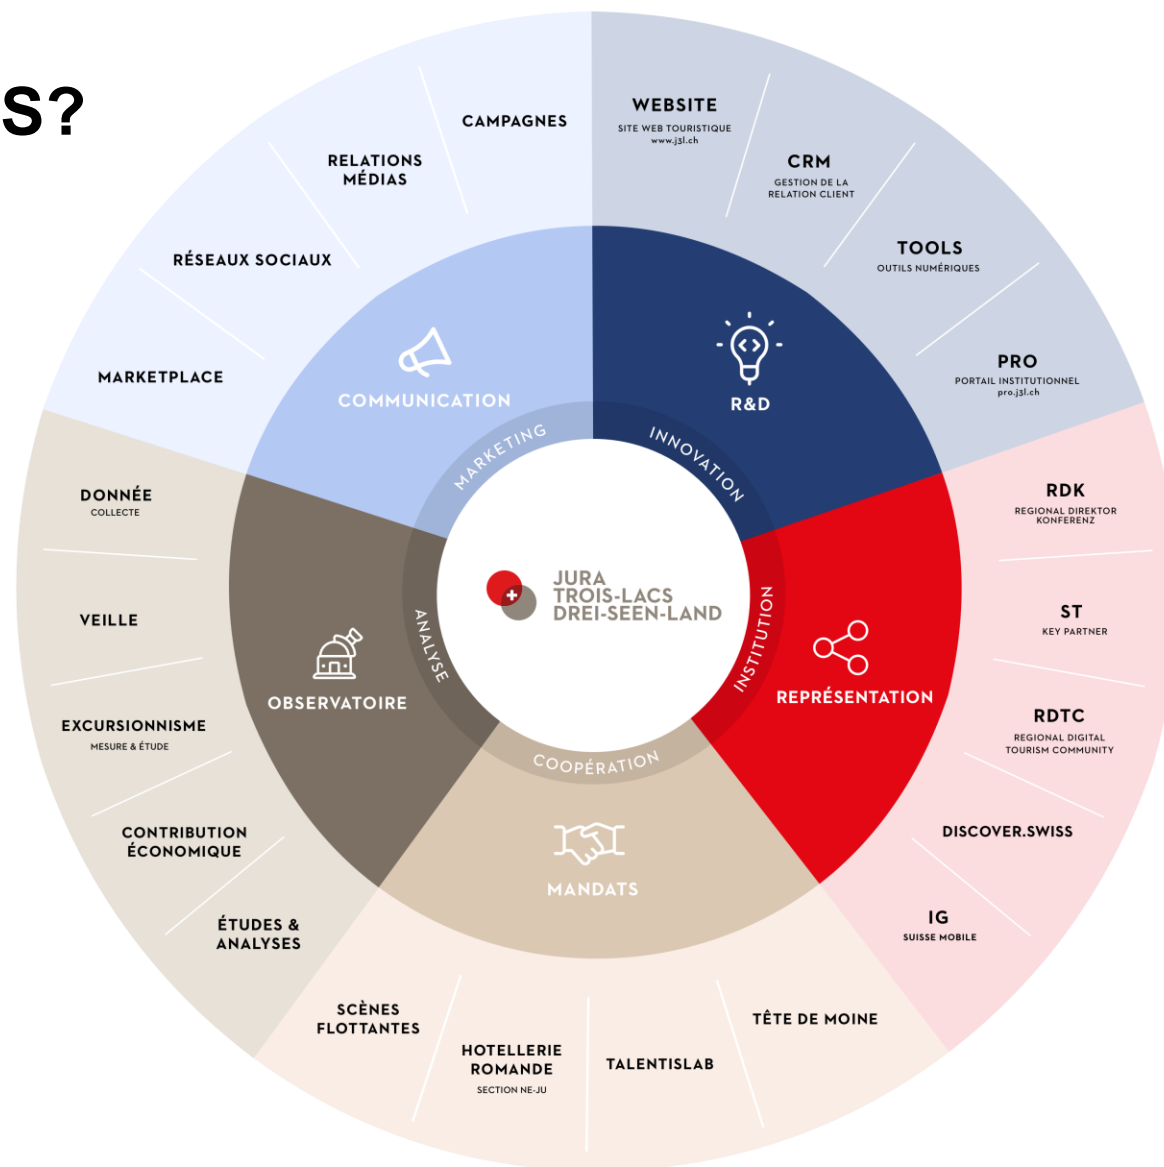 S?
CAMPAGNES
RELATIONS
MÉDIAS
RÉSEAUX SOCIAUX
MARKETPLACE
WEBSITE
SITE WEB TOURISTIQUE
www.j3l.ch
CRM
GESTION DE LA
RELATION CLIENT
TOOLS
OUTILS NUMÉRIQUES
PRO
PORTAIL INSTITUTIONNEL
pro.j3l.ch
COMMUNICATION
MARKETING
R&D
INNOVATION
RDK
REGIONAL DIREKTOR
KONFERENZ
ST
KEY PARTNER
RDTC
REGIONAL DIGITAL
TOURISM COMMUNITY
DISCOVER.SWISS
IG
SUISSE MOBILE
REPRÉSENTATION
INSTITUTION
JURA
TROIS-LACS
DREI-SEEN-LAND
DONNÉE
COLLECTE
VEILLE
EXCURSIONNISME
MESURE & ÉTUDE
CONTRIBUTION
ÉCONOMIQUE
ÉTUDES &
ANALYSES
OBSERVATOIRE
ANALYSE
COOPÉRATION
MANDATS
SCÈNES
FLOTTANTES
HOTELLERIE
ROMANDE
SECTION NE-JU
TALENTISLAB
TÊTE DE MOINE